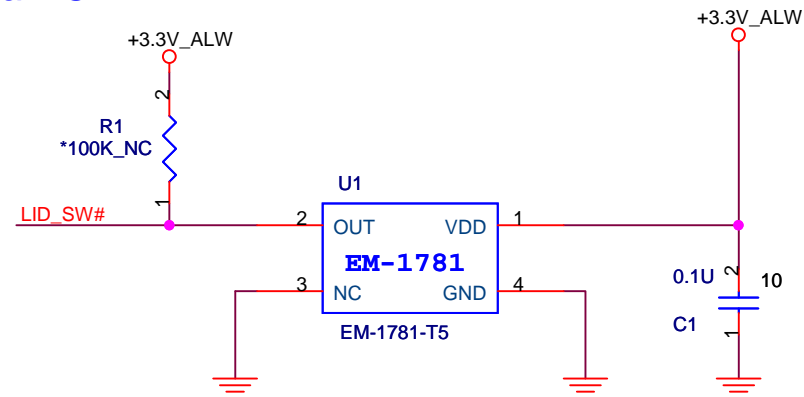 +3.3V_ALW
+3.3V_ALW
2
R1
*100K_NC
1
U1
LID_SW#
2
OUT
VDD
1
EM-1781
3
NC
GND
4
EM-1781-T5
0.1U
2
10
C1
1